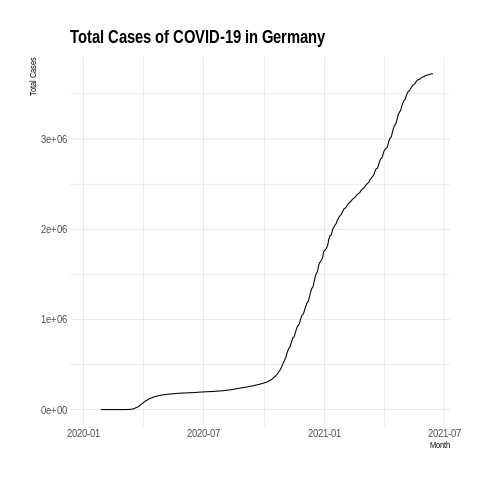 Total Cases of COVID-19 in Germany
Total Cases
3e+06
2e+06
1e+06
0e+00
2020-01 2020-07 2021-01 2021-07
Month